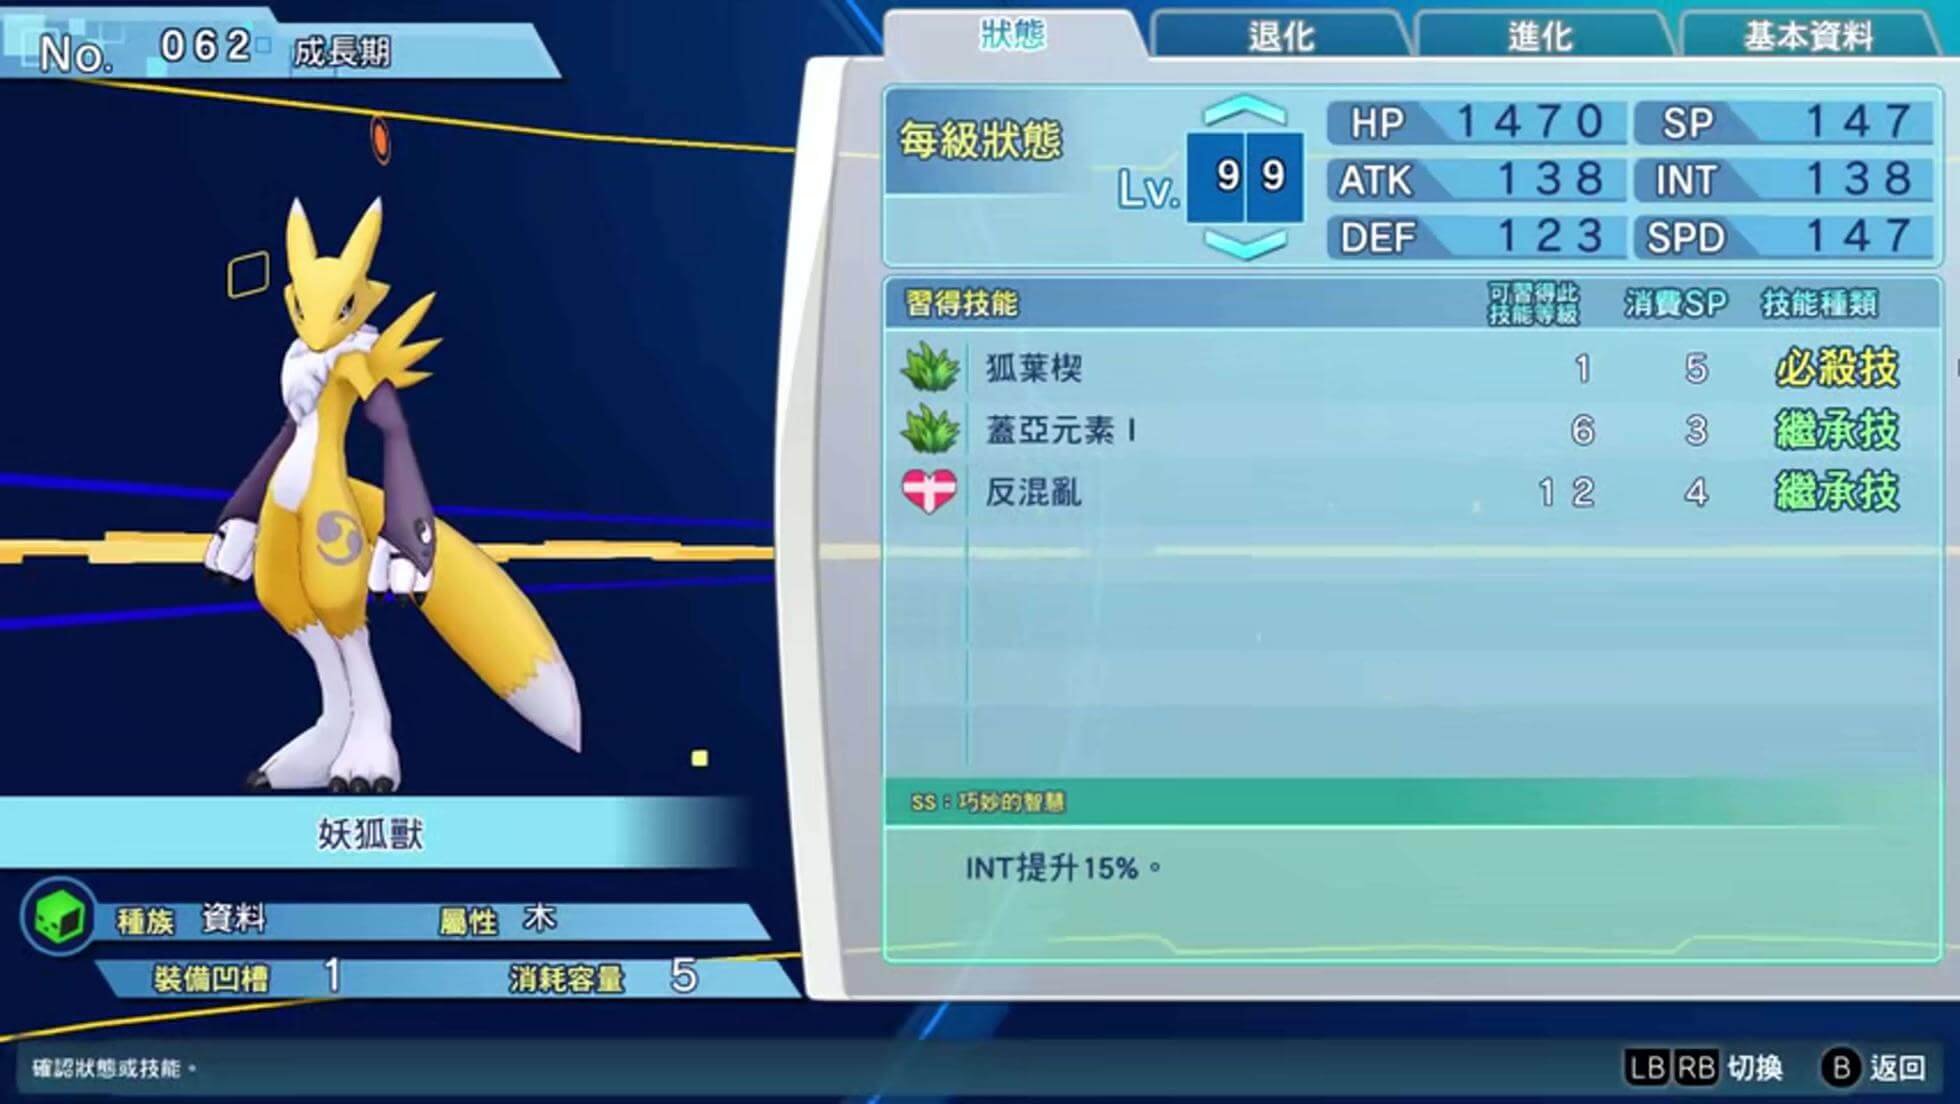 No. 062 成長期
狀態 退化 進化 基本資料
每級狀態 Lv. 99
HP 1470 SP 147
ATK 138 INT 138
DEF 123 SPD 147
習得技能 可習得此技能等級 消費SP 技能種類
狐葉楔 1 5 必殺技
蓋亞元素 I 6 3 繼承技
反混亂 12 4 繼承技
SS：巧妙的智慧
INT提升15%。
妖狐獸
種族 資料 屬性 木
裝備凹槽 1 消耗容量 5
確認狀態或技能。
LB RB 切換 B 返回